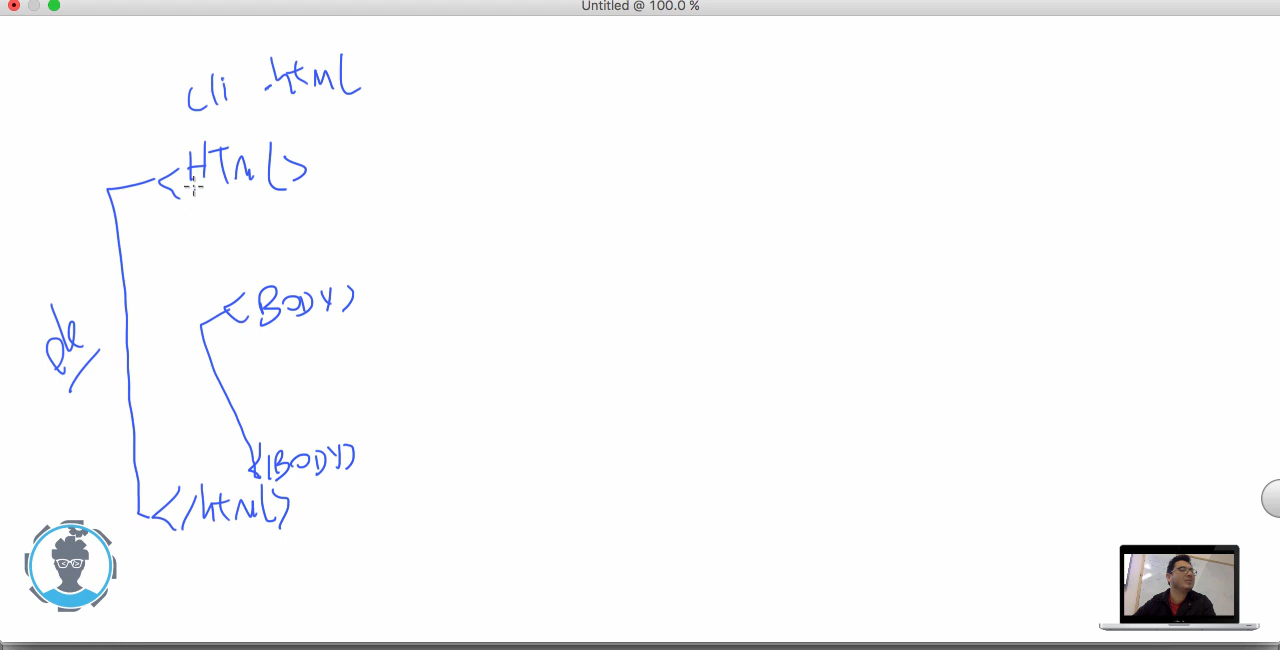 Untitled @ 100.0 %
cli .html
<HTML>
<BODY>
</BODY>
</html>